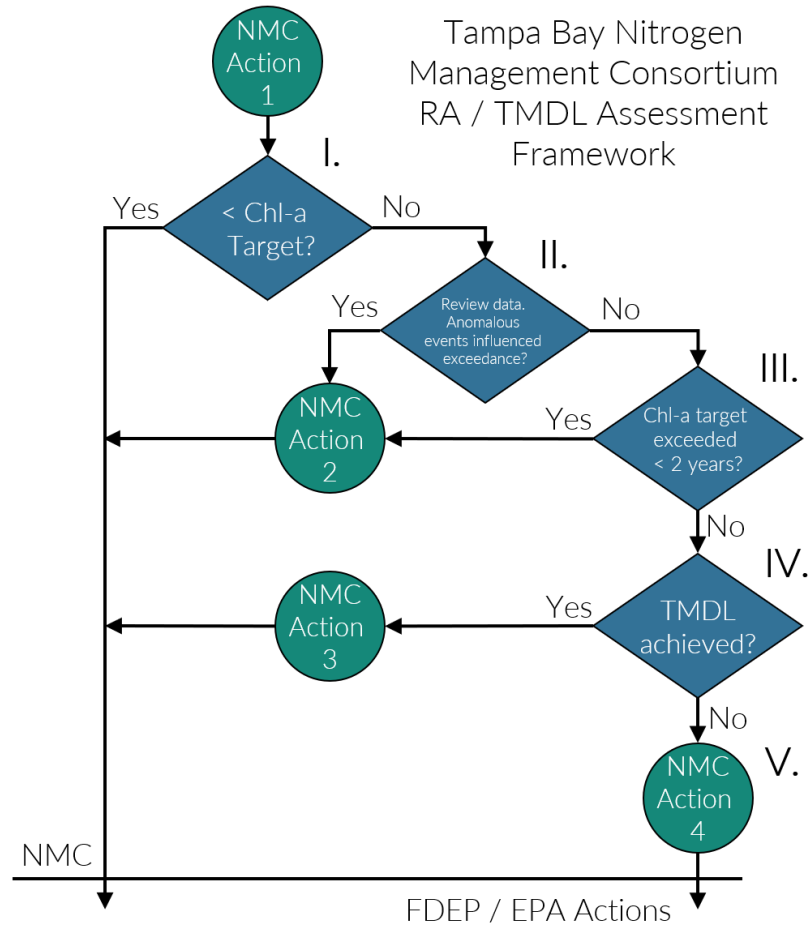 Tampa Bay Nitrogen
Management Consortium
RA / TMDL Assessment
Framework
NMC
Action
1
I.
< Chl-a
Target?
Yes
No
II.
Review data.
Anomalous
events influenced
exceedance?
Yes
No
III.
Chl-a target
exceeded
< 2 years?
Yes
NMC
Action
2
No
IV.
TMDL
achieved?
Yes
NMC
Action
3
No
V.
NMC
Action
4
NMC
FDEP / EPA Actions